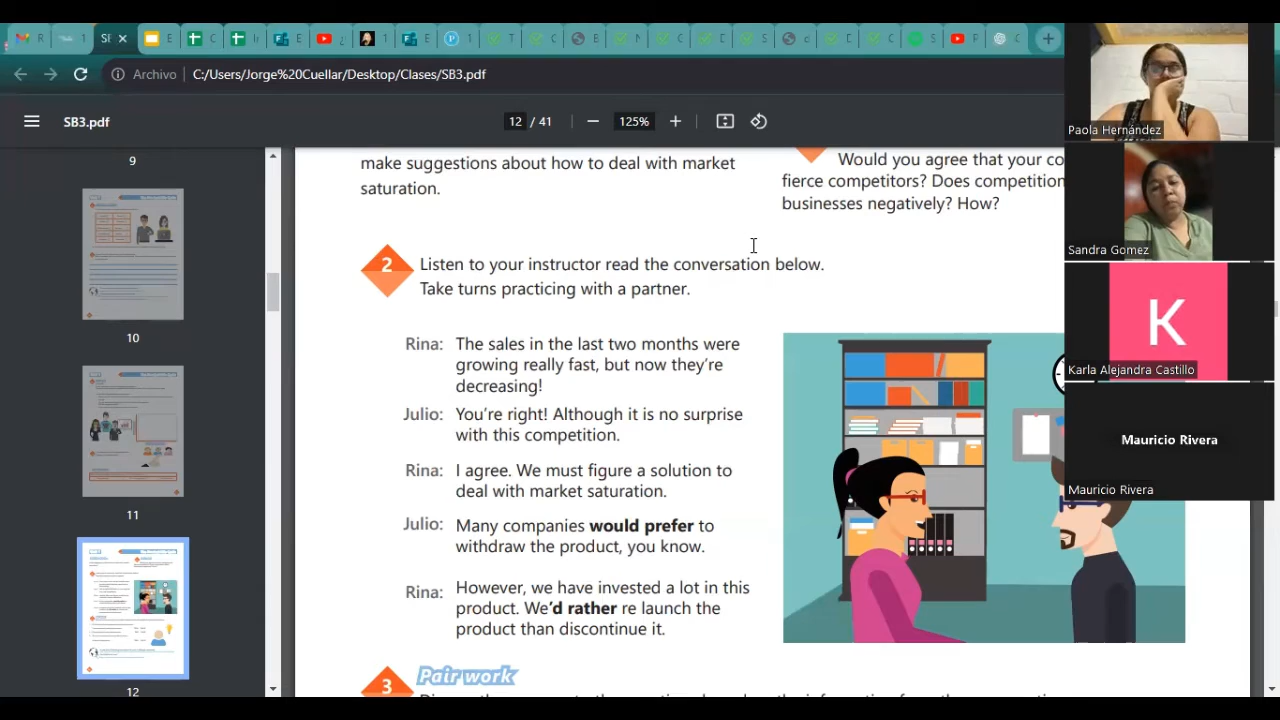 SI
Archivo
C:/Users/Jorge%20Cuellar/Desktop/Clases/SB3.pdf
SB3.pdf
12 / 41
125%
9
10
11
12
make suggestions about how to deal with market
saturation.
Would you agree that your co
fierce competitors? Does competition
businesses negatively? How?
2
Listen to your instructor read the conversation below.
Take turns practicing with a partner.
Rina: The sales in the last two months were
growing really fast, but now they're
decreasing!
Julio: You're right! Although it is no surprise
with this competition.
Rina: I agree. We must figure a solution to
deal with market saturation.
Julio: Many companies would prefer to
withdraw the product, you know.
Rina: However, we have invested a lot in this
product. We'd rather re launch the
product than discontinue it.
3
Pair work
Paola Hernández
Sandra Gomez
K
Karla Alejandra Castillo
Mauricio Rivera
Mauricio Rivera